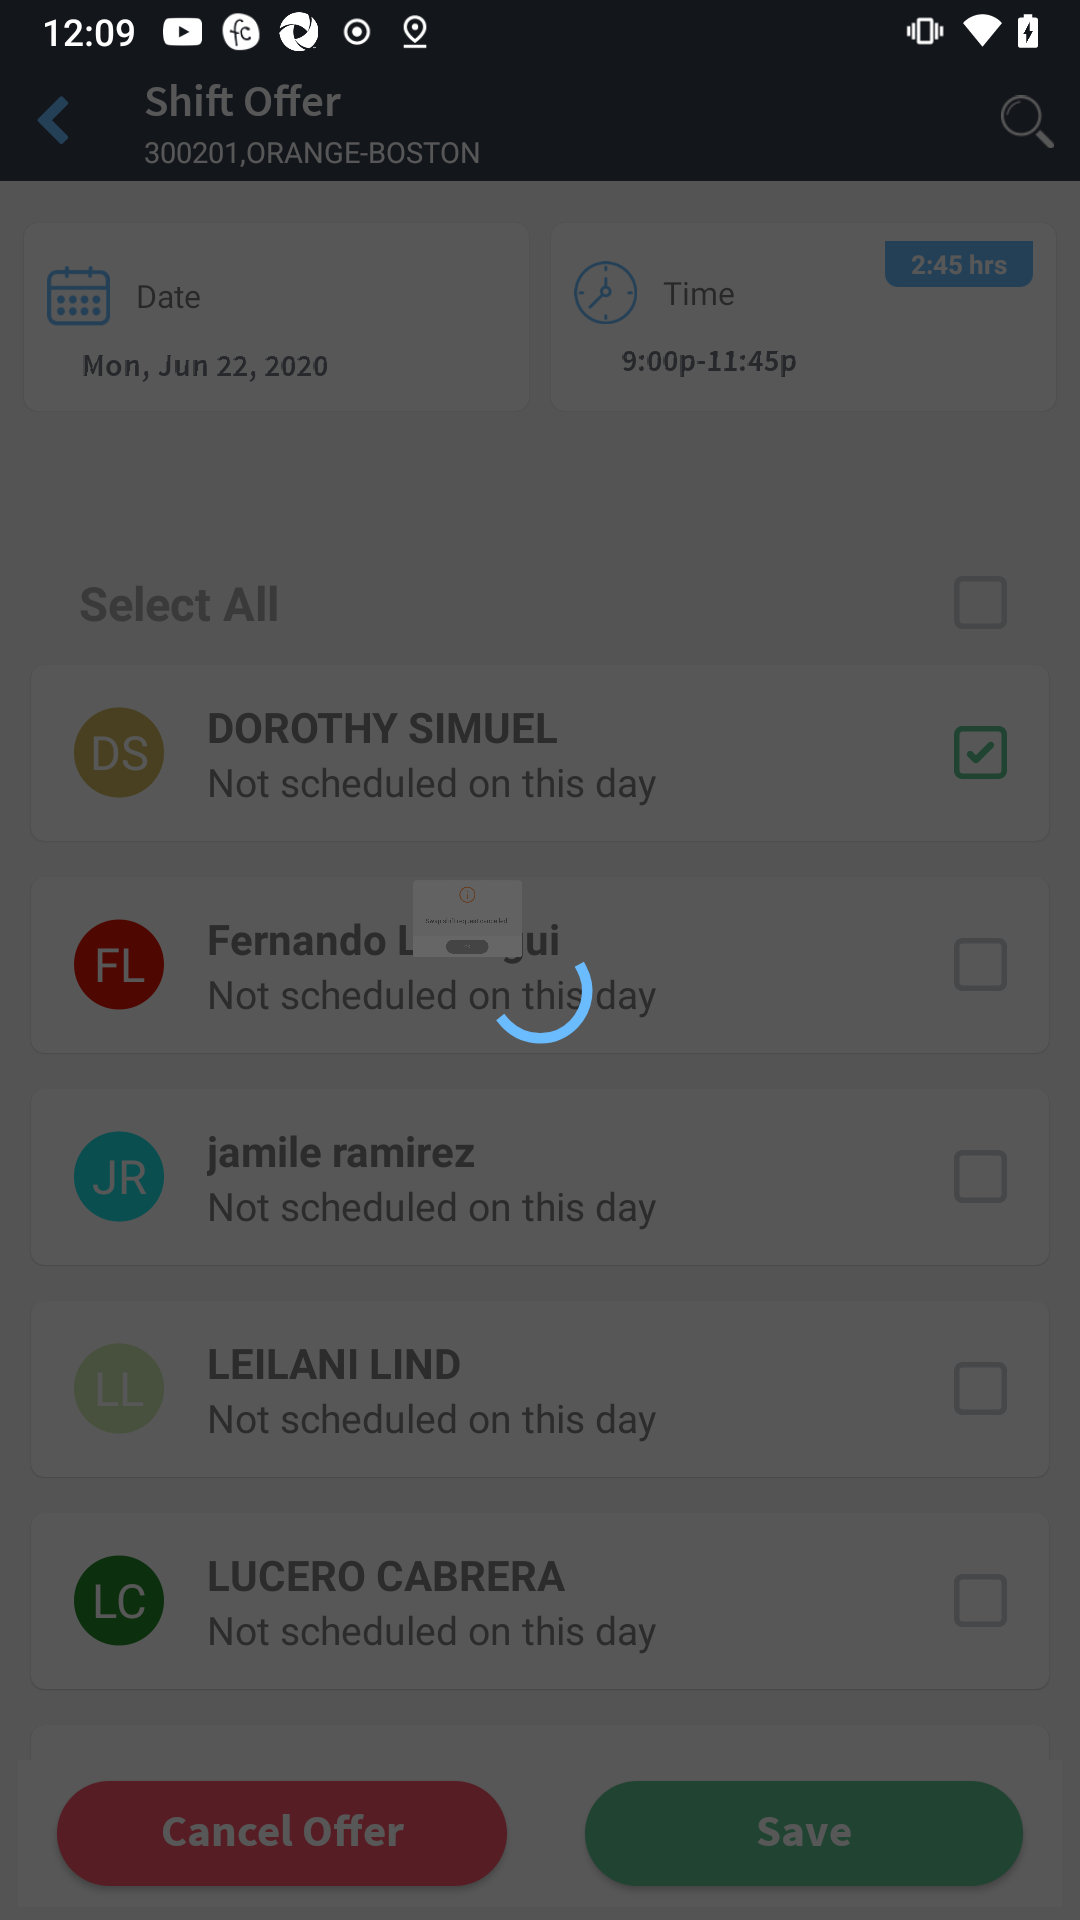 12:09
Shift Offer
300201,ORANGE-BOSTON
2:45 hrs
Date
Time
Mon, Jun 22, 2020
9:00p-11:45p
Select All
DS
DOROTHY SIMUEL
Not scheduled on this day
FL
Fernando
Not scheduled on this day
JR
jamile ramirez
Not scheduled on this day
LL
LEILANI LIND
Not scheduled on this day
LC
LUCERO CABRERA
Not scheduled on this day
Cancel Offer
Save